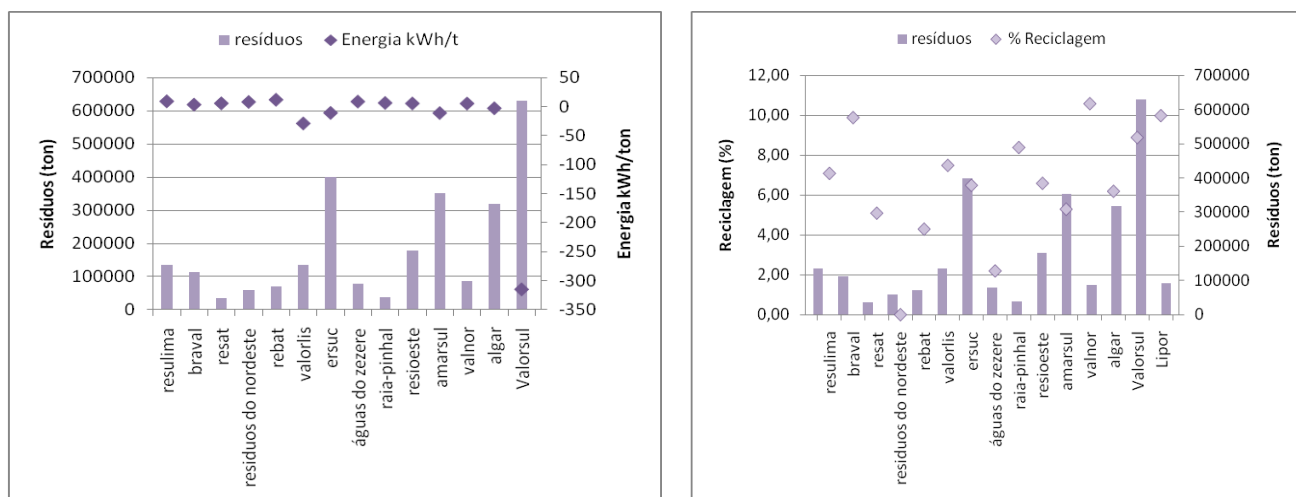 resíduos
Energia kWh/t
700000
600000
500000
400000
300000
200000
100000
0
Resíduos (ton)
50
0
-50
-100
-150
-200
-250
-300
-350
Energia kWh/ton
resulima
braval
resat
residuos do nordeste
rebat
valorlis
ersuc
águas do zezere
raia-pinhal
resioeste
amarsul
valnor
algar
Valorsul
resíduos
% Reciclagem
12,00
10,00
8,00
6,00
4,00
2,00
0,00
Reciclagem (%)
700000
600000
500000
400000
300000
200000
100000
0
Resíduos (ton)
resulima
braval
resat
residuos do nordeste
rebat
valorlis
ersuc
águas do zezere
raia-pinhal
resioeste
amarsul
valnor
algar
Valorsul
Lipor